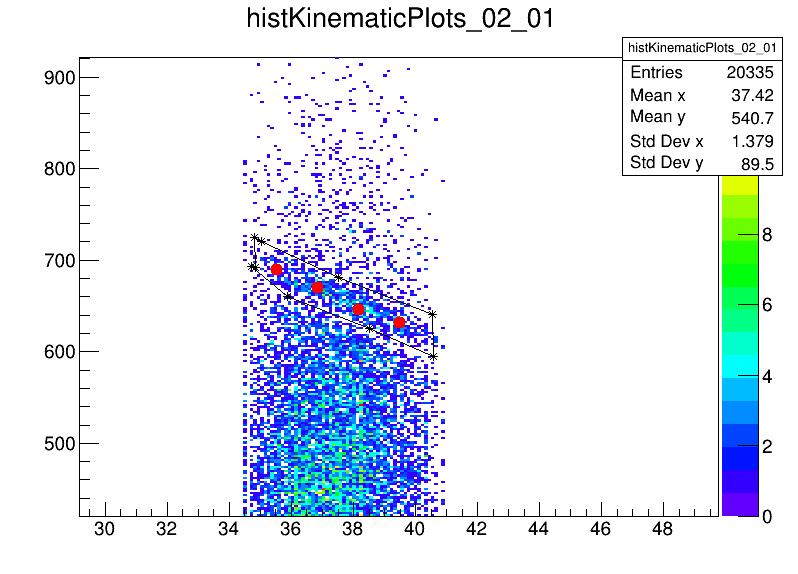 histKinematicPlots_02_01
histKinematicPlots_02_01
Entries 20335
Mean x 37.42
Mean y 540.7
Std Dev x 1.379
Std Dev y 89.5
900
800
700
600
500
30 32 34 36 38 40 42 44 46 48
8
6
4
2
0